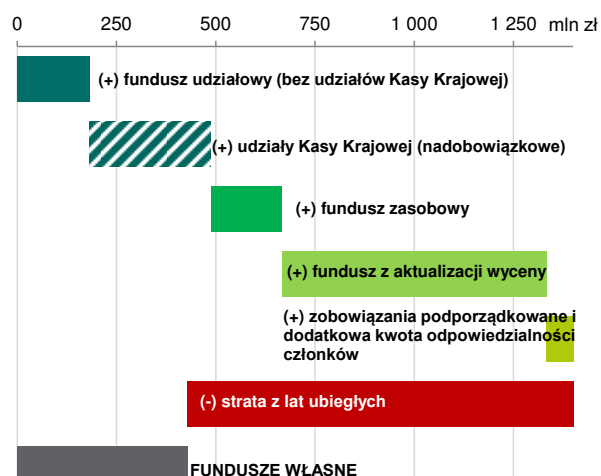 0 250 500 750 1 000 1 250 mln zł
(+) fundusz udziałowy (bez udziałów Kasy Krajowej)
(+) udziały Kasy Krajowej (nadobowiązkowe)
(+) fundusz zasobowy
(+) fundusz z aktualizacji wyceny
(+) zobowiązania podporządkowane i
dodatkowa kwota odpowiedzialności
członków
(-) strata z lat ubiegłych
FUNDUSZE WŁASNE